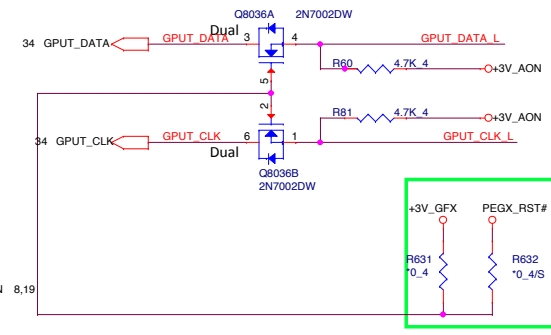 Q8036A 2N7002DW
Dual
34 GPUT_DATA GPUT_DATA 3 4 GPUT_DATA_L
R60 4.7K_4 +3V_AON
5
2
R81 4.7K_4 +3V_AON
34 GPUT_CLK GPUT_CLK 6 1 GPUT_CLK_L
Dual
Q8036B
2N7002DW
+3V_GFX PEGX_RST#
R631 R632
*0_4 *0_4/S
N 8,19